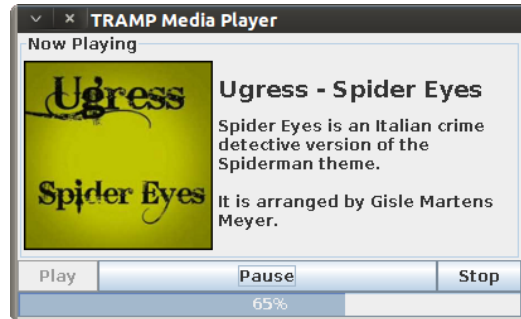 TRAMP Media Player
Now Playing
Ugress
Spider Eyes
Ugress - Spider Eyes
Spider Eyes is an Italian crime
detective version of the
Spiderman theme.
It is arranged by Gisle Martens
Meyer.
Play Pause Stop
65%